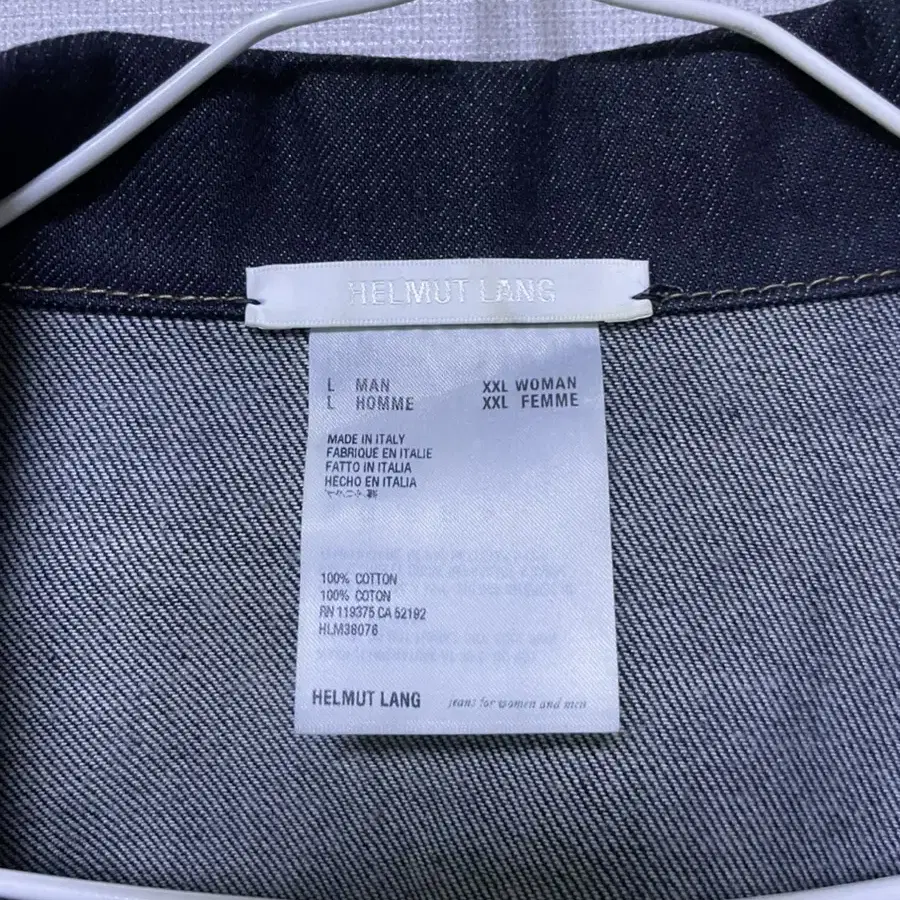 HELMUT LANG
L MAN XXL WOMAN
L HOMME XXL FEMME
MADE IN ITALY
FABRIQUE EN ITALIE
FATTO IN ITALIA
HECHO EN ITALIA
100% COTTON
100% COTON
RN 119375 CA 52192
HLM38076
HELMUT LANG jeans for women and men